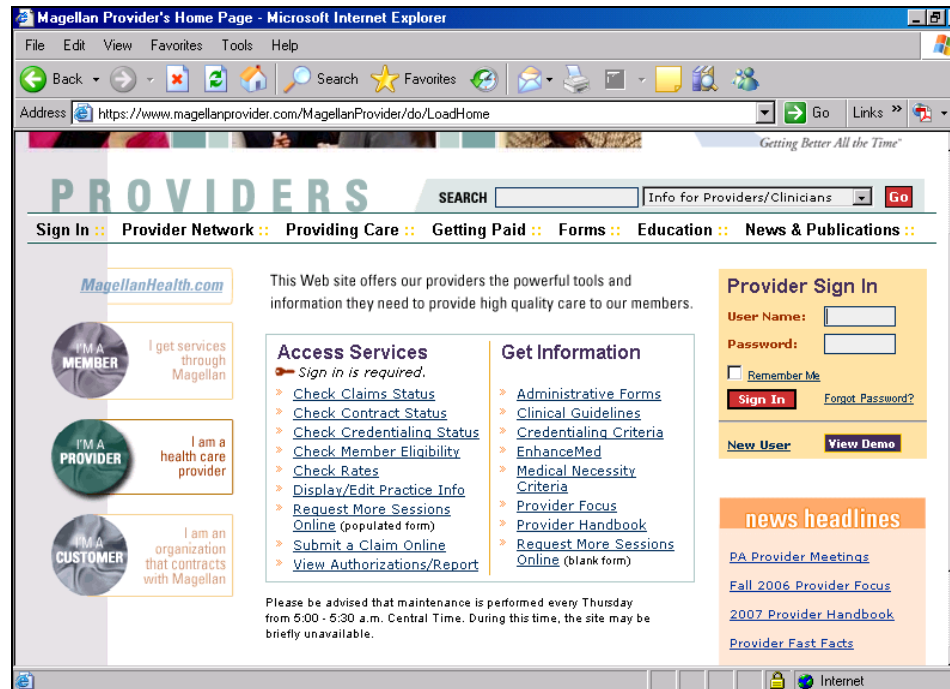 Magellan Provider's Home Page - Microsoft Internet Explorer
File Edit View Favorites Tools Help
Back Search Favorites
Address https://www.magellanprovider.com/MagellanProvider/do/LoadHome Go Links »
Getting Better All the Time
PROVIDERS
SEARCH Info for Providers/Clinicians Go
Sign In :: Provider Network :: Providing Care :: Getting Paid :: Forms :: Education :: News & Publications ::
MagellanHealth.com
I'M A
MEMBER
I get services
through
Magellan
I'M A
PROVIDER
I am a
health care
provider
I'M A
CUSTOMER
I am an
organization
that contracts
with Magellan
This Web site offers our providers the powerful tools and
information they need to provide high quality care to our members.
Access Services
Sign in is required.
» Check Claims Status
» Check Contract Status
» Check Credentialing Status
» Check Member Eligibility
» Check Rates
» Display/Edit Practice Info
» Request More Sessions
Online (populated form)
» Submit a Claim Online
» View Authorizations/Report
Get Information
» Administrative Forms
» Clinical Guidelines
» Credentialing Criteria
» EnhanceMed
» Medical Necessity
Criteria
» Provider Focus
» Provider Handbook
» Request More Sessions
Online (blank form)
Please be advised that maintenance is performed every Thursday
from 5:00 - 5:30 a.m. Central Time. During this time, the site may be
briefly unavailable.
Provider Sign In
User Name:
Password:
Remember Me
Sign In Forgot Password?
New User View Demo
news headlines
PA Provider Meetings
Fall 2006 Provider Focus
2007 Provider Handbook
Provider Fast Facts
Internet